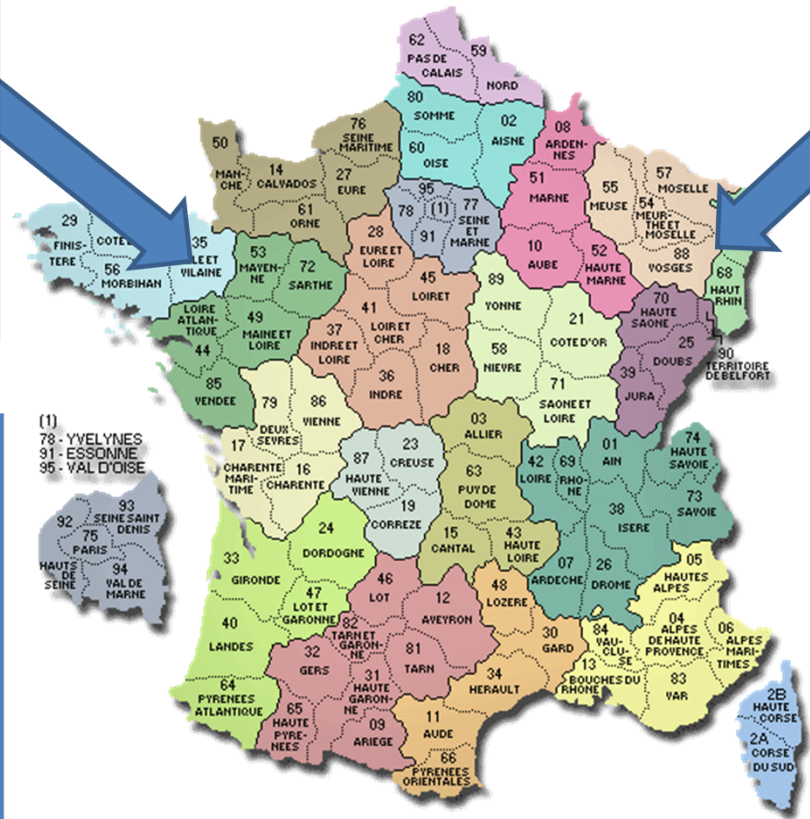 62
PAS DE
CALAIS
59
NORD
80
SOMME
02
AISNE
60
OISE
08
ARDEN-
NES
76
SEINE
MARITIME
27
EURE
50
MAN-
CHE
14
CALVADOS
61
ORNE
95
78
(1)
91
77
SEINE
ET
MARNE
51
MARNE
10
AUBE
52
HAUTE
MARNE
55
MEUSE
57
MOSELLE
54
MEUR-
THE ET
MOSELLE
88
VOSGES
68
HAUT
RHIN
29
FINIS-
TERE
COTE
56
MORBIHAN
35
LE ET
VILAINE
53
MAYEN-
NE
72
SARTHE
LOIRE
ATLAN-
TIQUE
44
49
MAINE ET
LOIRE
85
VENDEE
28
EURE ET
LOIRE
45
LOIRET
41
LOIR ET
CHER
37
INDRE ET
LOIRE
18
CHER
36
INDRE
89
YONNE
21
COTE D'OR
58
NIEVRE
71
SAONE ET
LOIRE
70
HAUTE
SAONE
25
DOUBS
39
JURA
90
TERRITOIRE
DE BELFORT
79
DEUX
SEVRES
86
VIENNE
17
CHARENTE
MARI-
TIME
16
CHARENTE
87
HAUTE
VIENNE
23
CREUSE
19
CORREZE
03
ALLIER
63
PUY DE
DOME
15
CANTAL
43
HAUTE
LOIRE
42
LOIRE
69
RHO-
NE
01
AIN
74
HAUTE
SAVOIE
73
SAVOIE
38
ISERE
07
ARDECHE
26
DROME
(1)
78 - YVELYNES
91 - ESSONNE
95 - VAL D'OISE
92
HAUTS
DE
SEINE
93
SEINE SAINT
DENIS
75
PARIS
94
VAL DE
MARNE
24
DORDOGNE
33
GIRONDE
47
LOT ET
GARONNE
40
LANDES
64
PYRENEES
ATLANTIQUE
46
LOT
12
AVEYRON
82
TARN ET
GARON-
NE
32
GERS
81
TARN
31
HAUTE
GARON-
NE
65
HAUTE
PYRE-
NEES
09
ARIEGE
48
LOZERE
30
GARD
34
HERAULT
11
AUDE
66
PYRENEES
ORIENTALES
05
HAUTES
ALPES
04
ALPES
DE HAUTE
PROVENCE
06
ALPES
MARI-
TIMES
84
VAU-
CLU-
SE
13
BOUCHES DU
RHONE
83
VAR
2B
HAUTE
CORSE
2A
CORSE
DU SUD